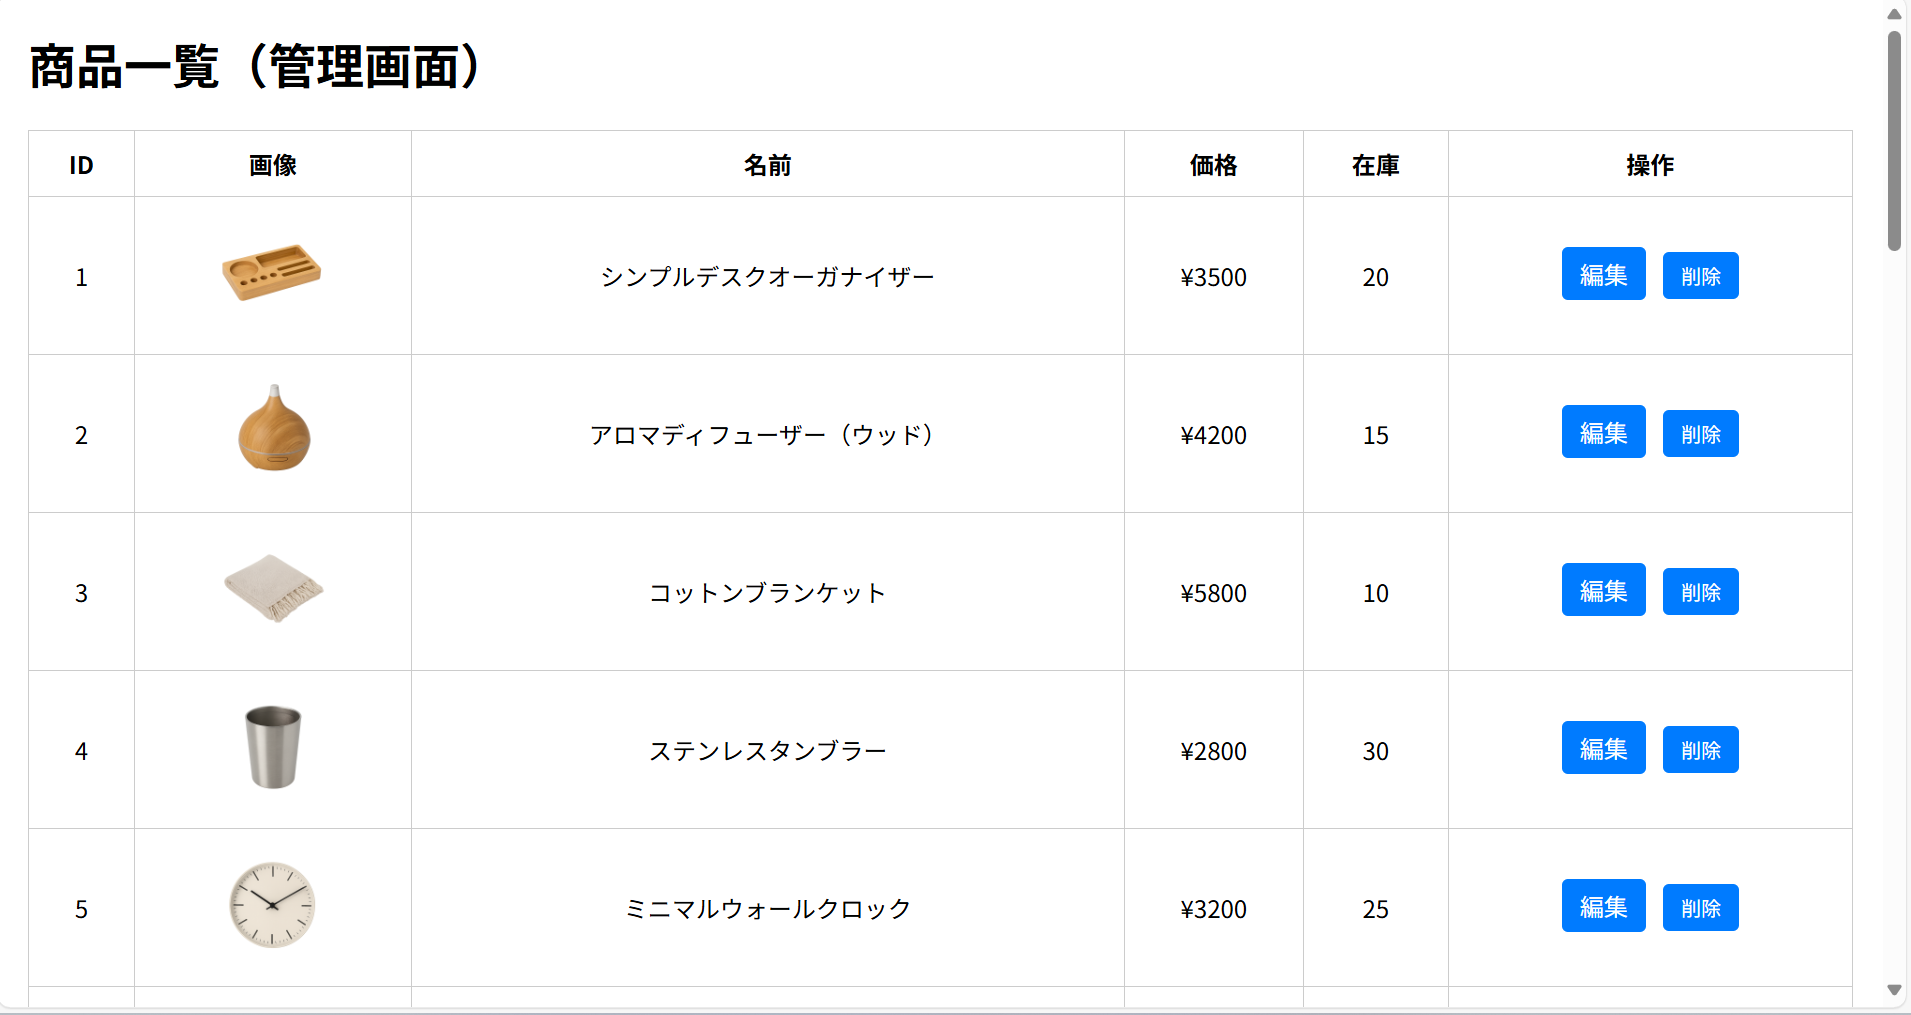 商品一覧（管理画面）
ID 画像 名前 価格 在庫 操作
1 シンプルデスクオーガナイザー ¥3500 20 編集 削除
2 アロマディフューザー（ウッド） ¥4200 15 編集 削除
3 コットンブランケット ¥5800 10 編集 削除
4 ステンレスタンブラー ¥2800 30 編集 削除
5 ミニマルウォールクロック ¥3200 25 編集 削除